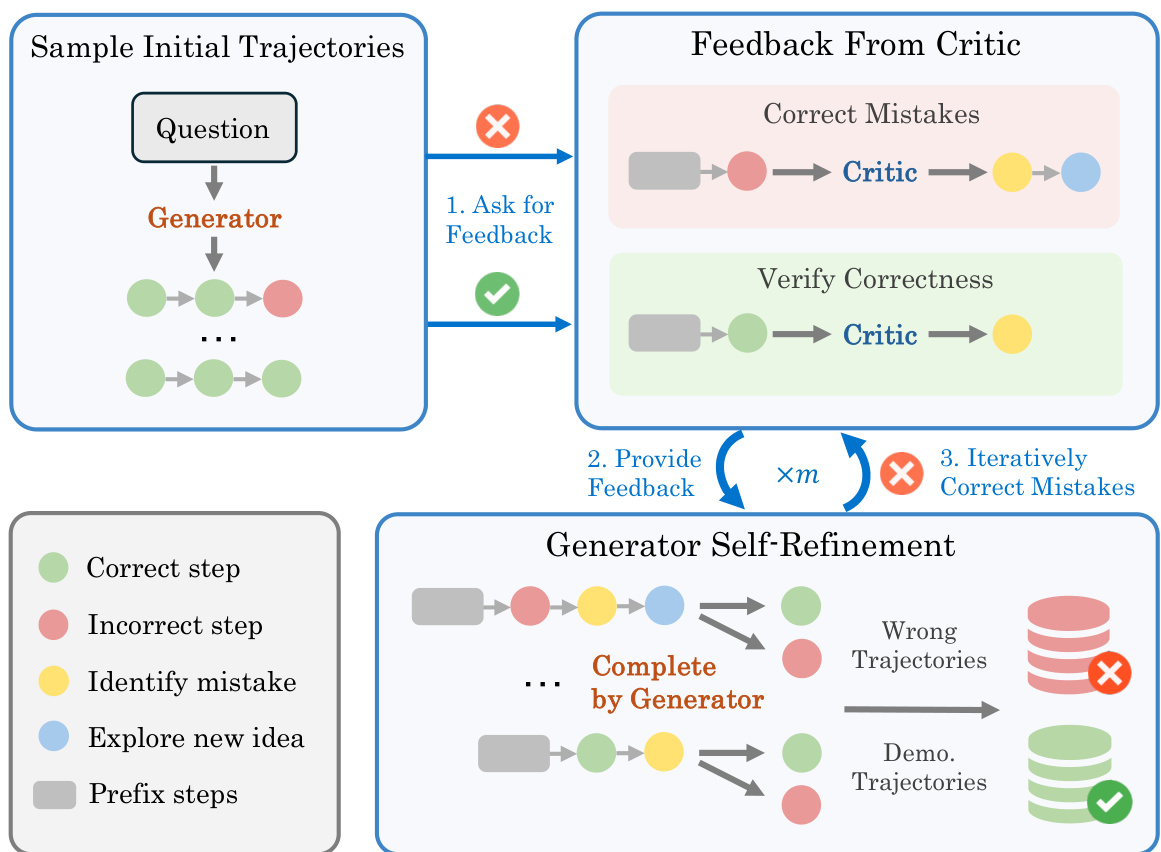 Sample Initial Trajectories
Question
Generator
...
1. Ask for
Feedback
Feedback From Critic
Correct Mistakes
Critic
Verify Correctness
Critic
2. Provide
Feedback
×m
3. Iteratively
Correct Mistakes
Correct step
Incorrect step
Identify mistake
Explore new idea
Prefix steps
Generator Self-Refinement
...
Complete
by Generator
Wrong
Trajectories
Demo.
Trajectories